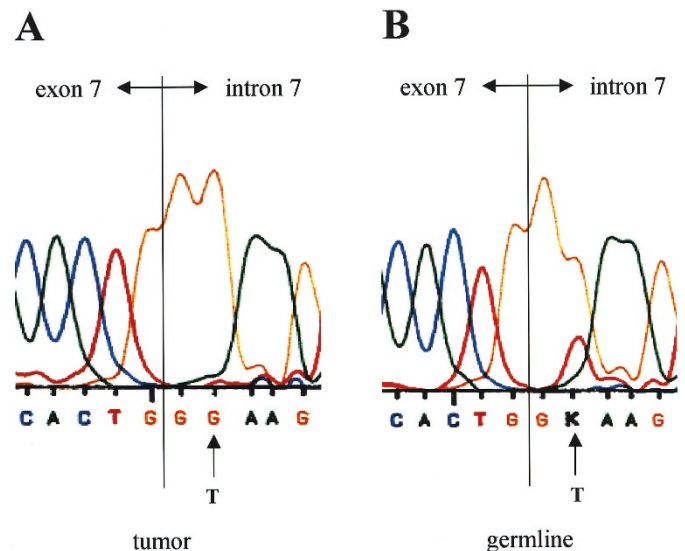 A
B
exon 7 intron 7
exon 7 intron 7
C A C T G G G A A G
C A C T G G K A A G
T
T
tumor
germline